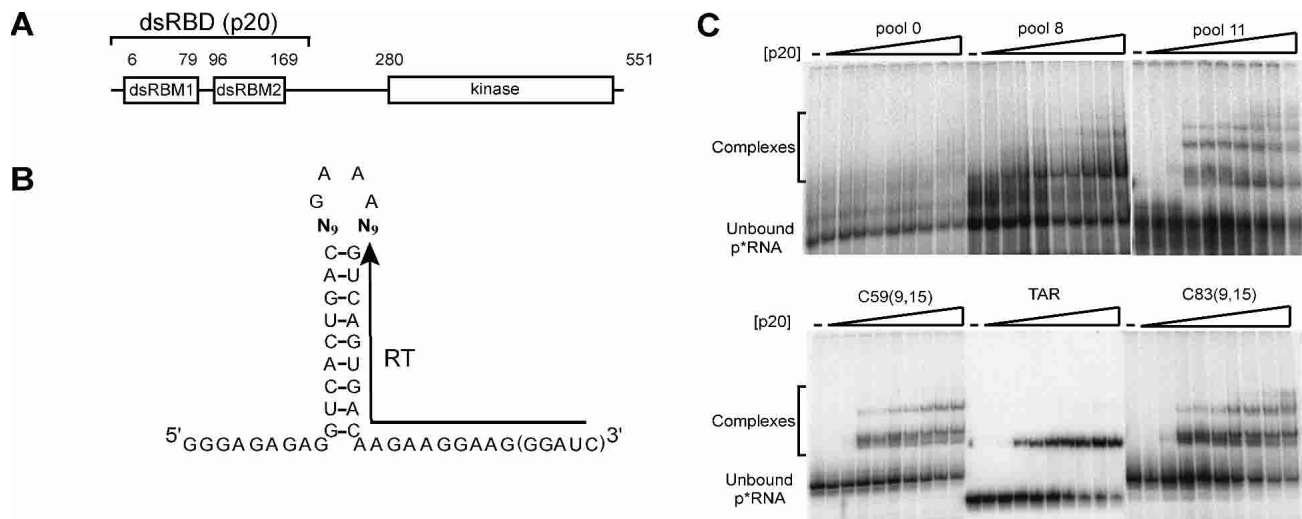 A
dsRBD (p20)
6 79 96 169 280 551
dsRBM1 dsRBM2 kinase
B
A A
G A
N9 N9
C–G
A–U
G–C
U–A
C–G
A–U
C–G
U–A
G–C
RT
5' GGGAGAGAG AAGAAGGAAG(GGAUC) 3'
C
pool 0 pool 8 pool 11
[p20] - - -
Complexes
Unbound
p*RNA
C59(9,15) TAR C83(9,15)
[p20] - - -
Complexes
Unbound
p*RNA